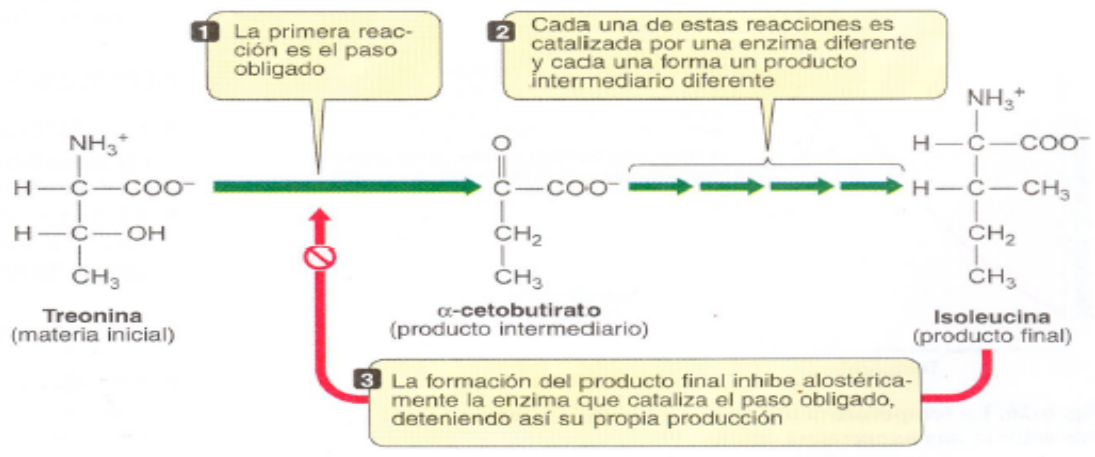 1 La primera reac-
ción es el paso
obligado
2 Cada una de estas reacciones es
catalizada por una enzima diferente
y cada una forma un producto
intermediario diferente
NH₃⁺
H—C—COO⁻
H—C—OH
CH₃
Treonina
(materia inicial)
O
C—COO⁻
CH₂
CH₃
α-cetobutirato
(producto intermediario)
NH₃⁺
H—C—COO⁻
H—C—CH₃
CH₂
CH₃
Isoleucina
(producto final)
3 La formación del producto final inhibe alostérica-
mente la enzima que cataliza el paso obligado,
deteniendo así su propia producción